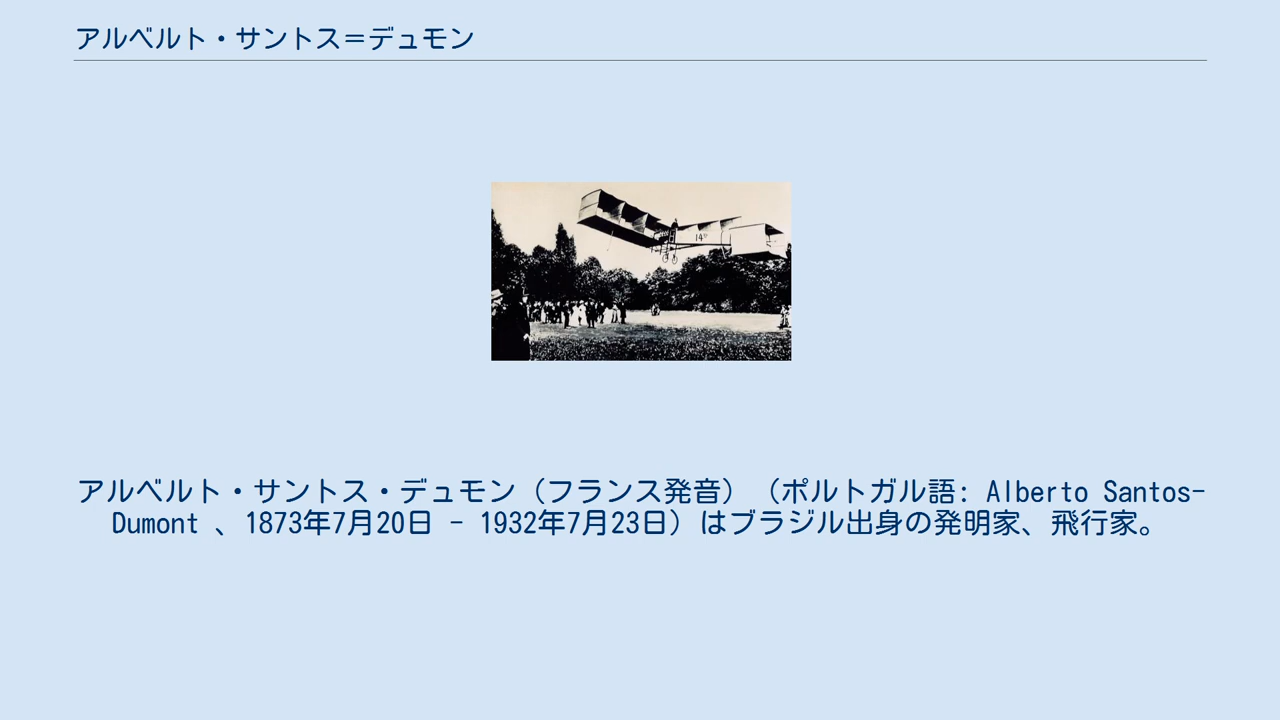 アルベルト・サントス＝デュモン
14
アルベルト・サントス・デュモン（フランス発音）（ポルトガル語: Alberto Santos-
Dumont 、1873年7月20日 - 1932年7月23日）はブラジル出身の発明家、飛行家。